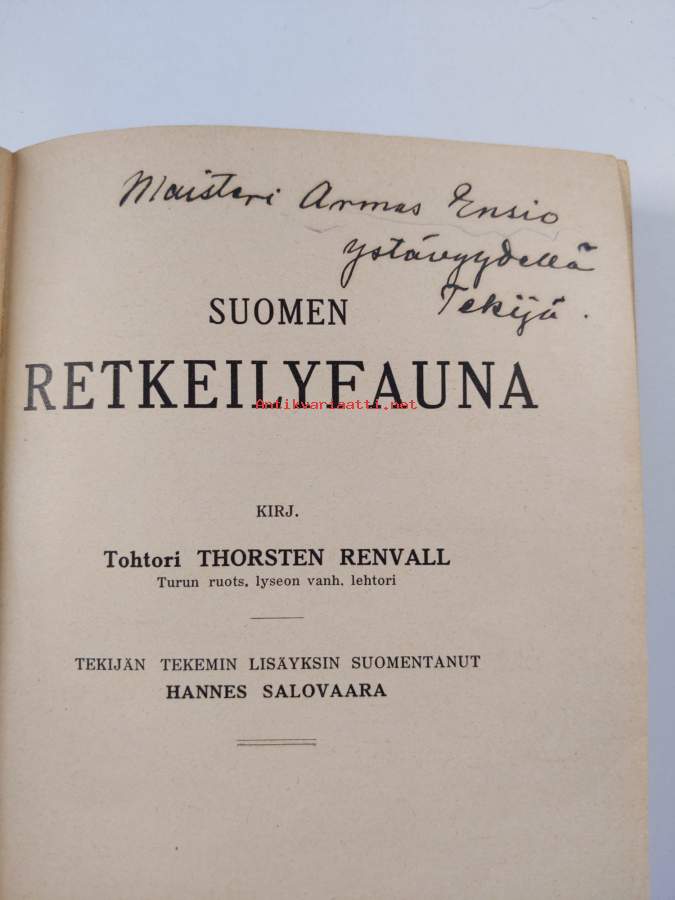 Maisteri Armas Ensio
ystävyydellä
Tekijä.
SUOMEN
RETKEILYFAUNA
Antikvariaatti.net
KIRJ.
Tohtori THORSTEN RENVALL
Turun ruots. lyseon vanh. lehtori
TEKIJÄN TEKEMIN LISÄYKSIN SUOMENTANUT
HANNES SALOVAARA